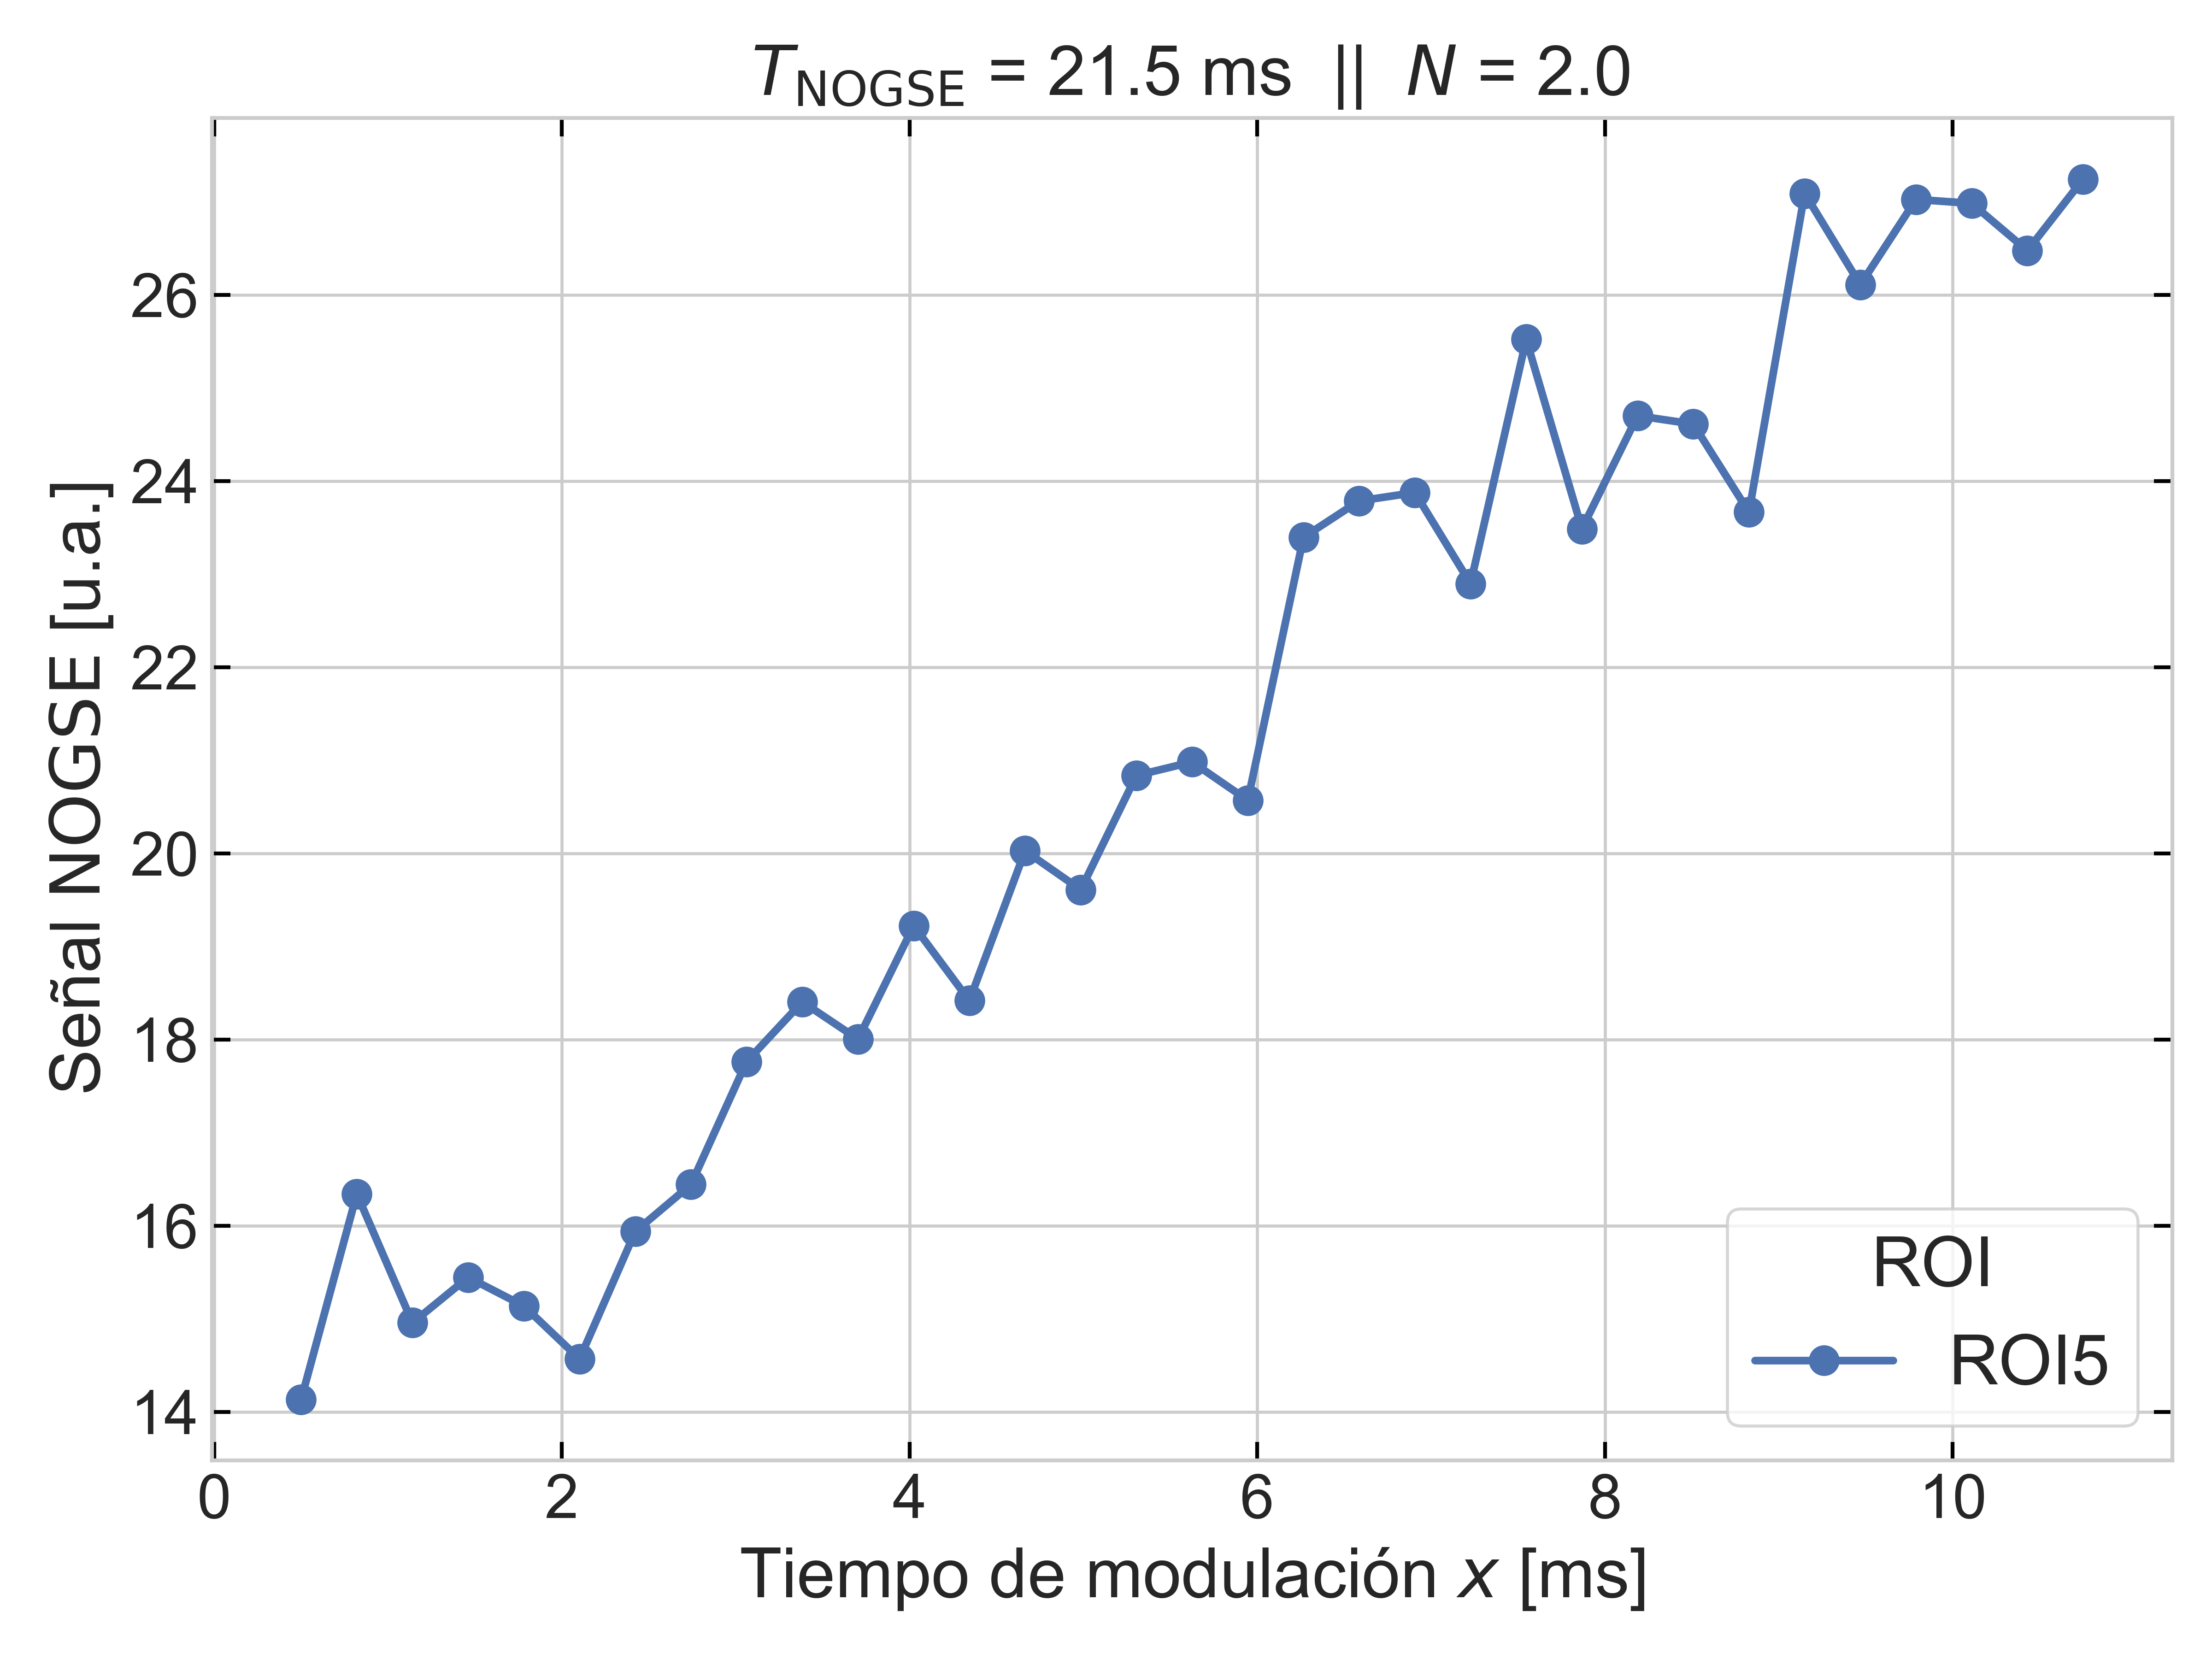 T_NOGSE = 21.5 ms || N = 2.0
Señal NOGSE [u.a.]
26
24
22
20
18
16
14
0 2 4 6 8 10
Tiempo de modulación x [ms]
ROI
ROI5